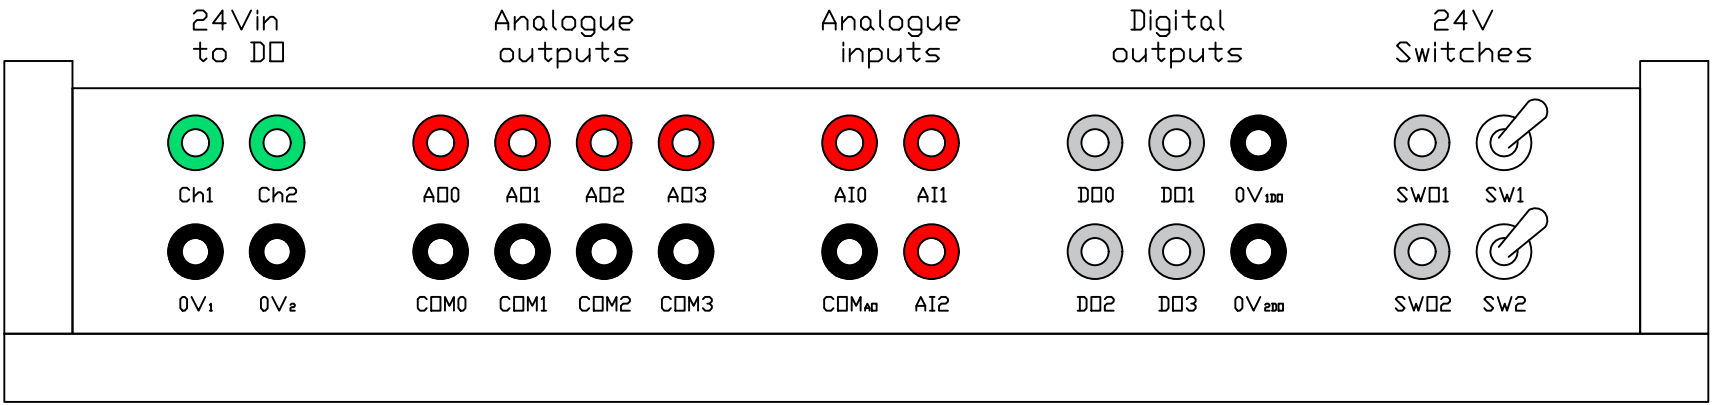 24Vin
to DO
Analogue
outputs
Analogue
inputs
Digital
outputs
24V
Switches
Ch1 Ch2 AO0 AO1 AO2 AO3 AI0 AI1 DO0 DO1 0V1DO SWO1 SW1
0V1 0V2 COM0 COM1 COM2 COM3 COMAO AI2 DO2 DO3 0V2DO SWO2 SW2